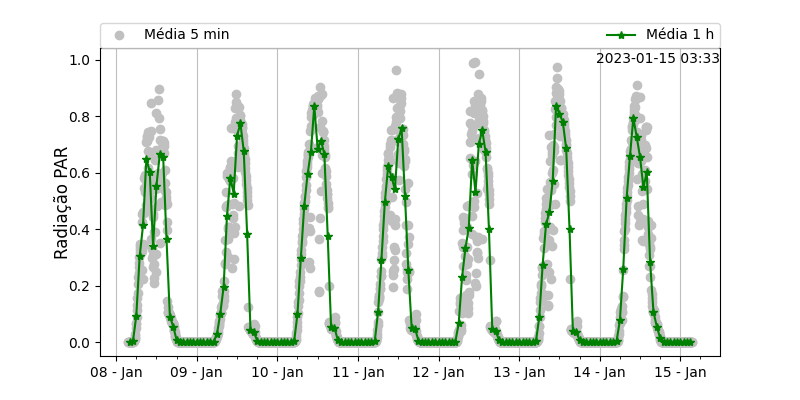 Média 5 min
Média 1 h
2023-01-15 03:33
Radiação PAR
1.0
0.8
0.6
0.4
0.2
0.0
08 - Jan
09 - Jan
10 - Jan
11 - Jan
12 - Jan
13 - Jan
14 - Jan
15 - Jan